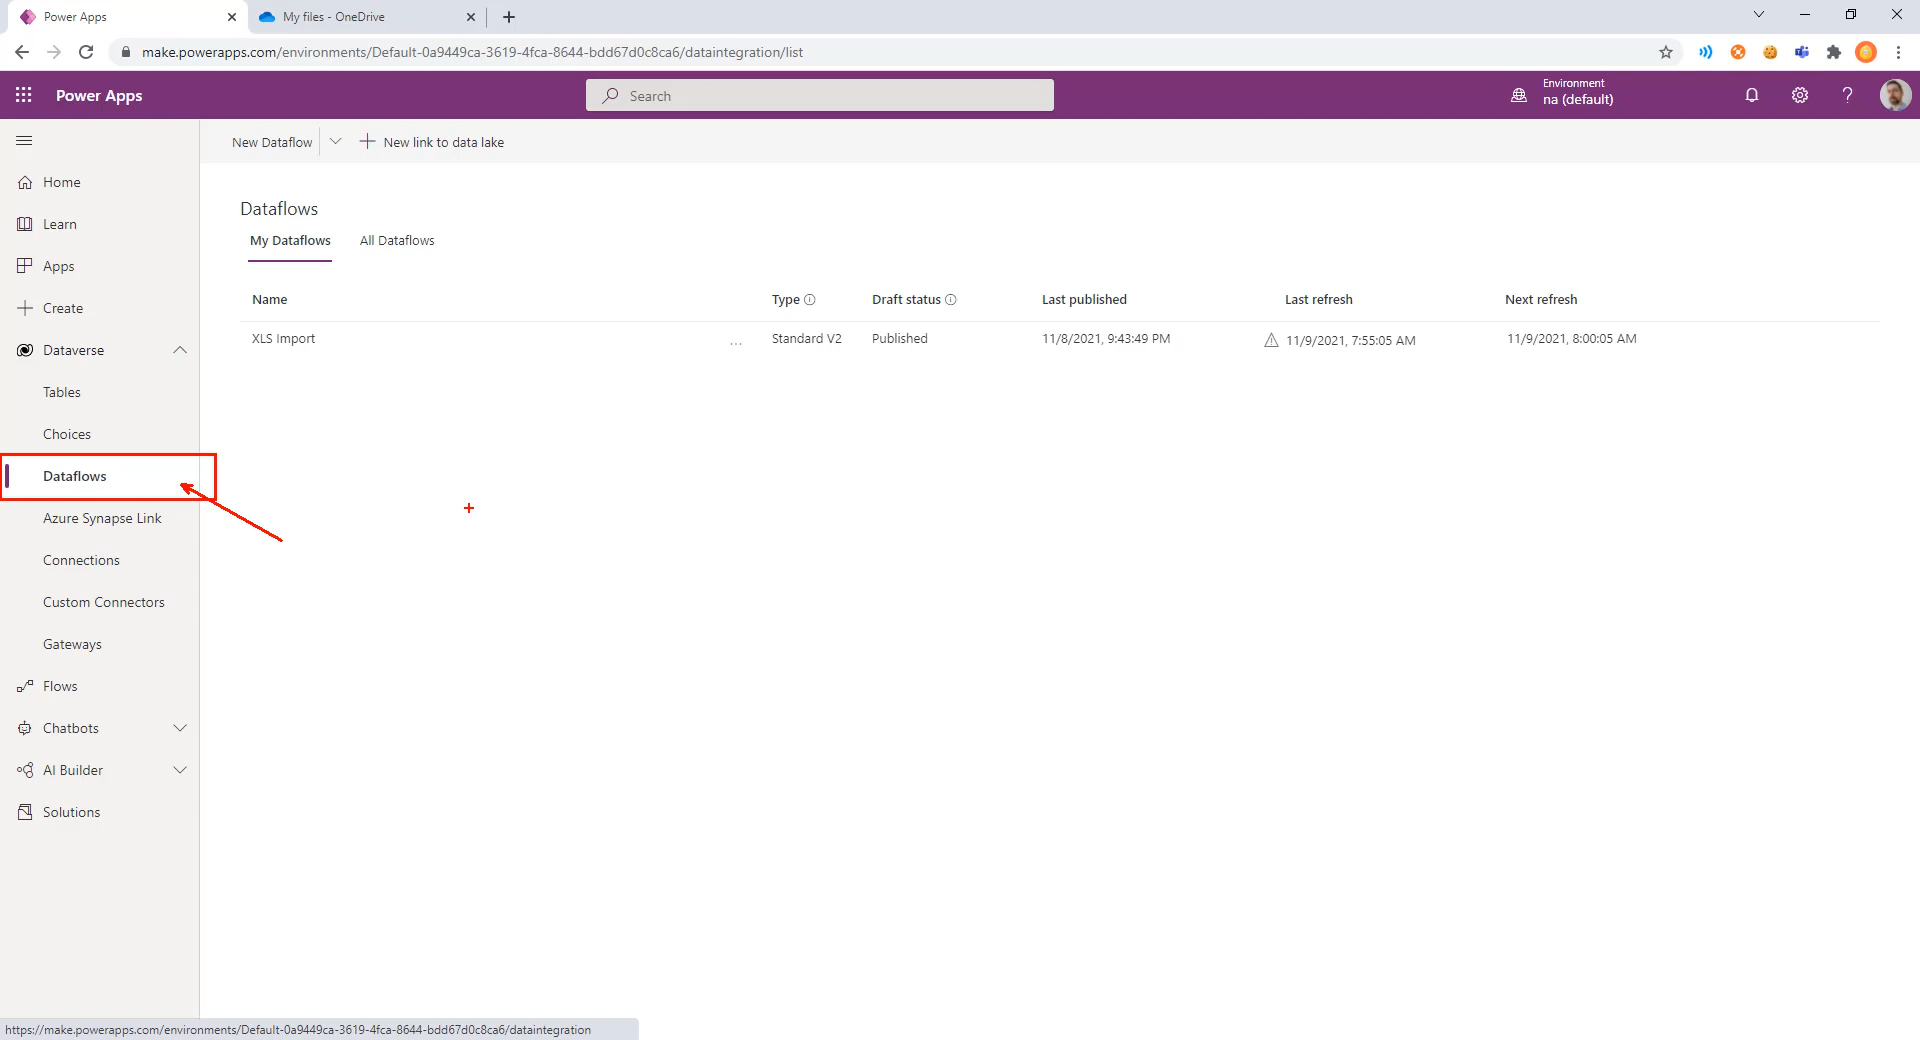 Power Apps
My files - OneDrive
make.powerapps.com/environments/Default-0a9449ca-3619-4fca-8644-bdd67d0c8ca6/dataintegration/list
Power Apps
Search
Environment
na (default)
New Dataflow
New link to data lake
Home
Learn
Apps
Create
Dataverse
Tables
Choices
Dataflows
Azure Synapse Link
Connections
Custom Connectors
Gateways
Flows
Chatbots
AI Builder
Solutions
Dataflows
My Dataflows All Dataflows
Name Type Draft status Last published Last refresh Next refresh
XLS Import ... Standard V2 Published 11/8/2021, 9:43:49 PM 11/9/2021, 7:55:05 AM 11/9/2021, 8:00:05 AM
https://make.powerapps.com/environments/Default-0a9449ca-3619-4fca-8644-bdd67d0c8ca6/dataintegration